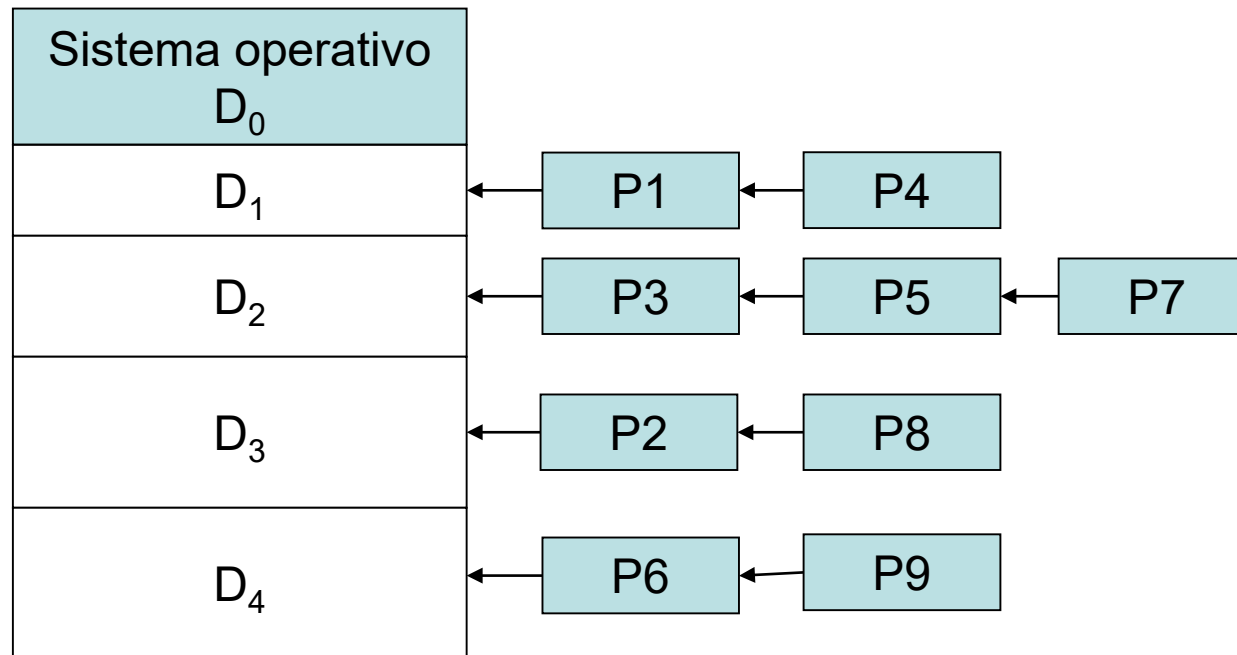 Sistema operativo
D₀
D₁ P1 P4
D₂ P3 P5 P7
D₃ P2 P8
D₄ P6 P9